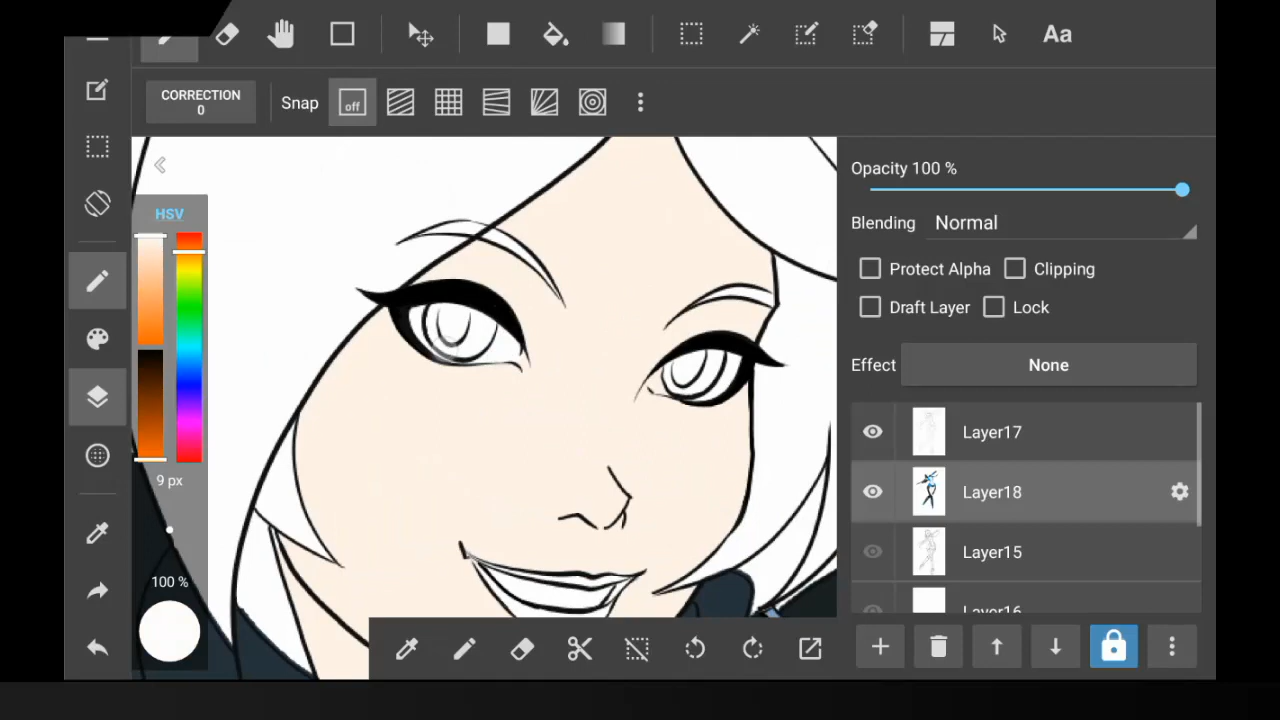 Aa
CORRECTION
0
Snap
off
HSV
9 px
100 %
Opacity 100 %
Blending Normal
Protect Alpha Clipping
Draft Layer Lock
Effect None
Layer17
Layer18
Layer15
Layer16